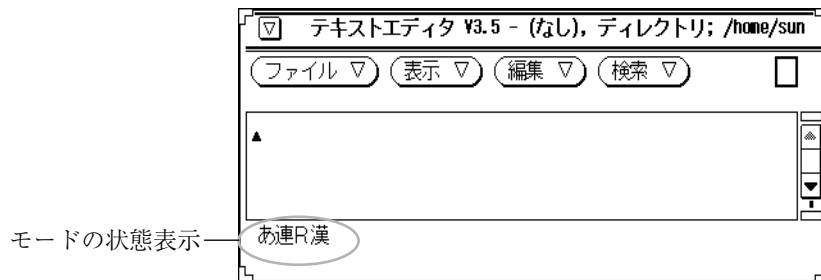 テキストエディタ V3.5 - (なし), ディレクトリ; /home/sun
ファイル 表示 編集 検索
モードの状態表示
あ連R漢